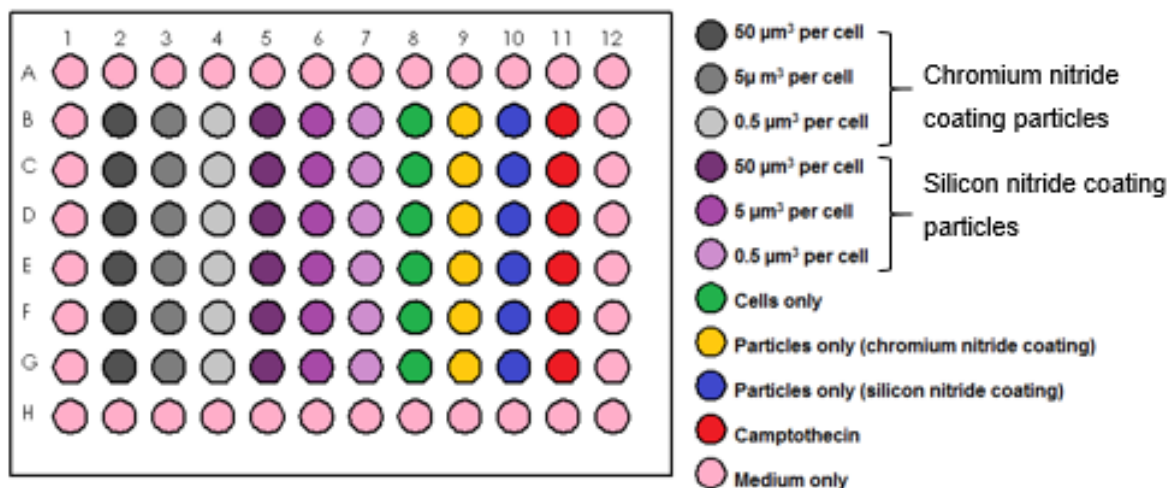 1 2 3 4 5 6 7 8 9 10 11 12
A
B
C
D
E
F
G
H
50 µm³ per cell
5µ m³ per cell
0.5 µm³ per cell
Chromium nitride
coating particles
50 µm³ per cell
5 µm³ per cell
0.5 µm³ per cell
Silicon nitride coating
particles
Cells only
Particles only (chromium nitride coating)
Particles only (silicon nitride coating)
Camptothecin
Medium only